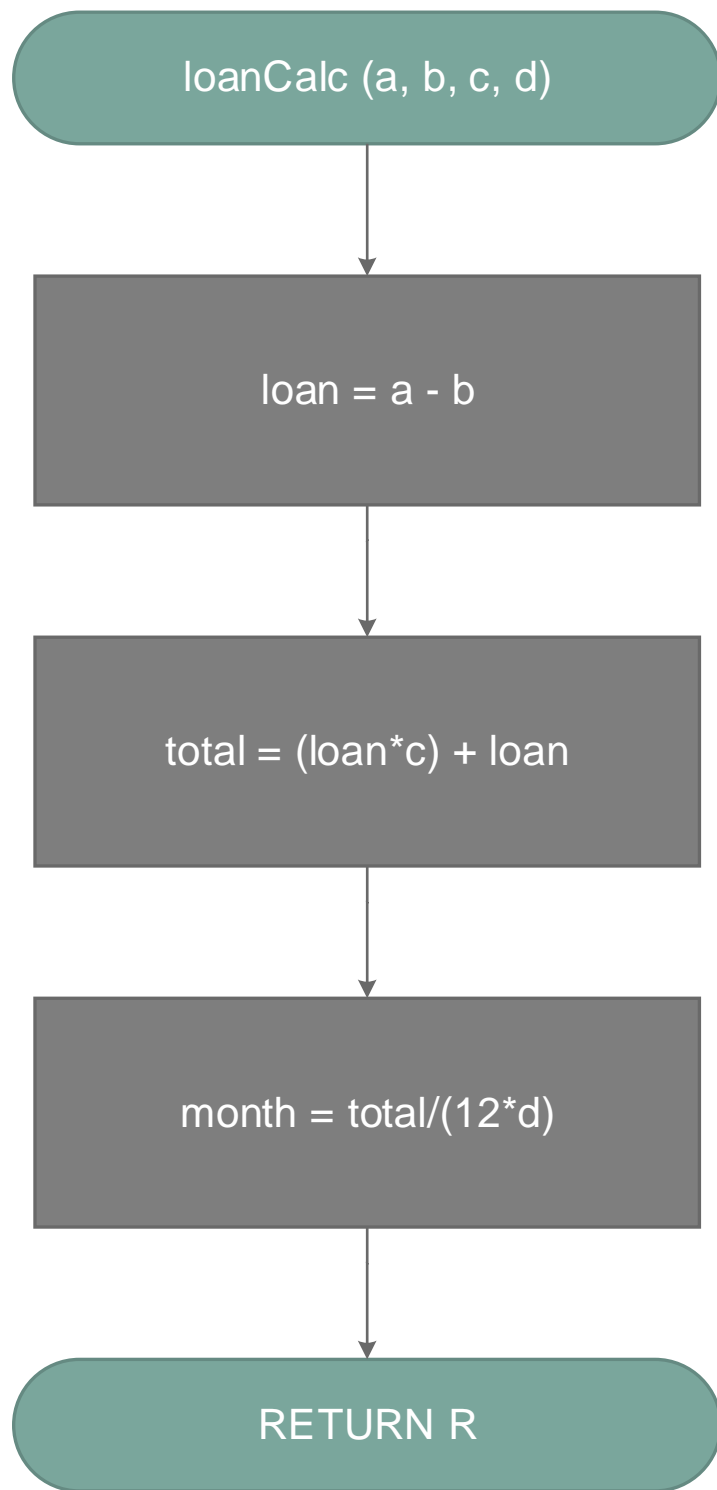 loanCalc (a, b, c, d)
loan = a - b
total = (loan*c) + loan
month = total/(12*d)
RETURN R